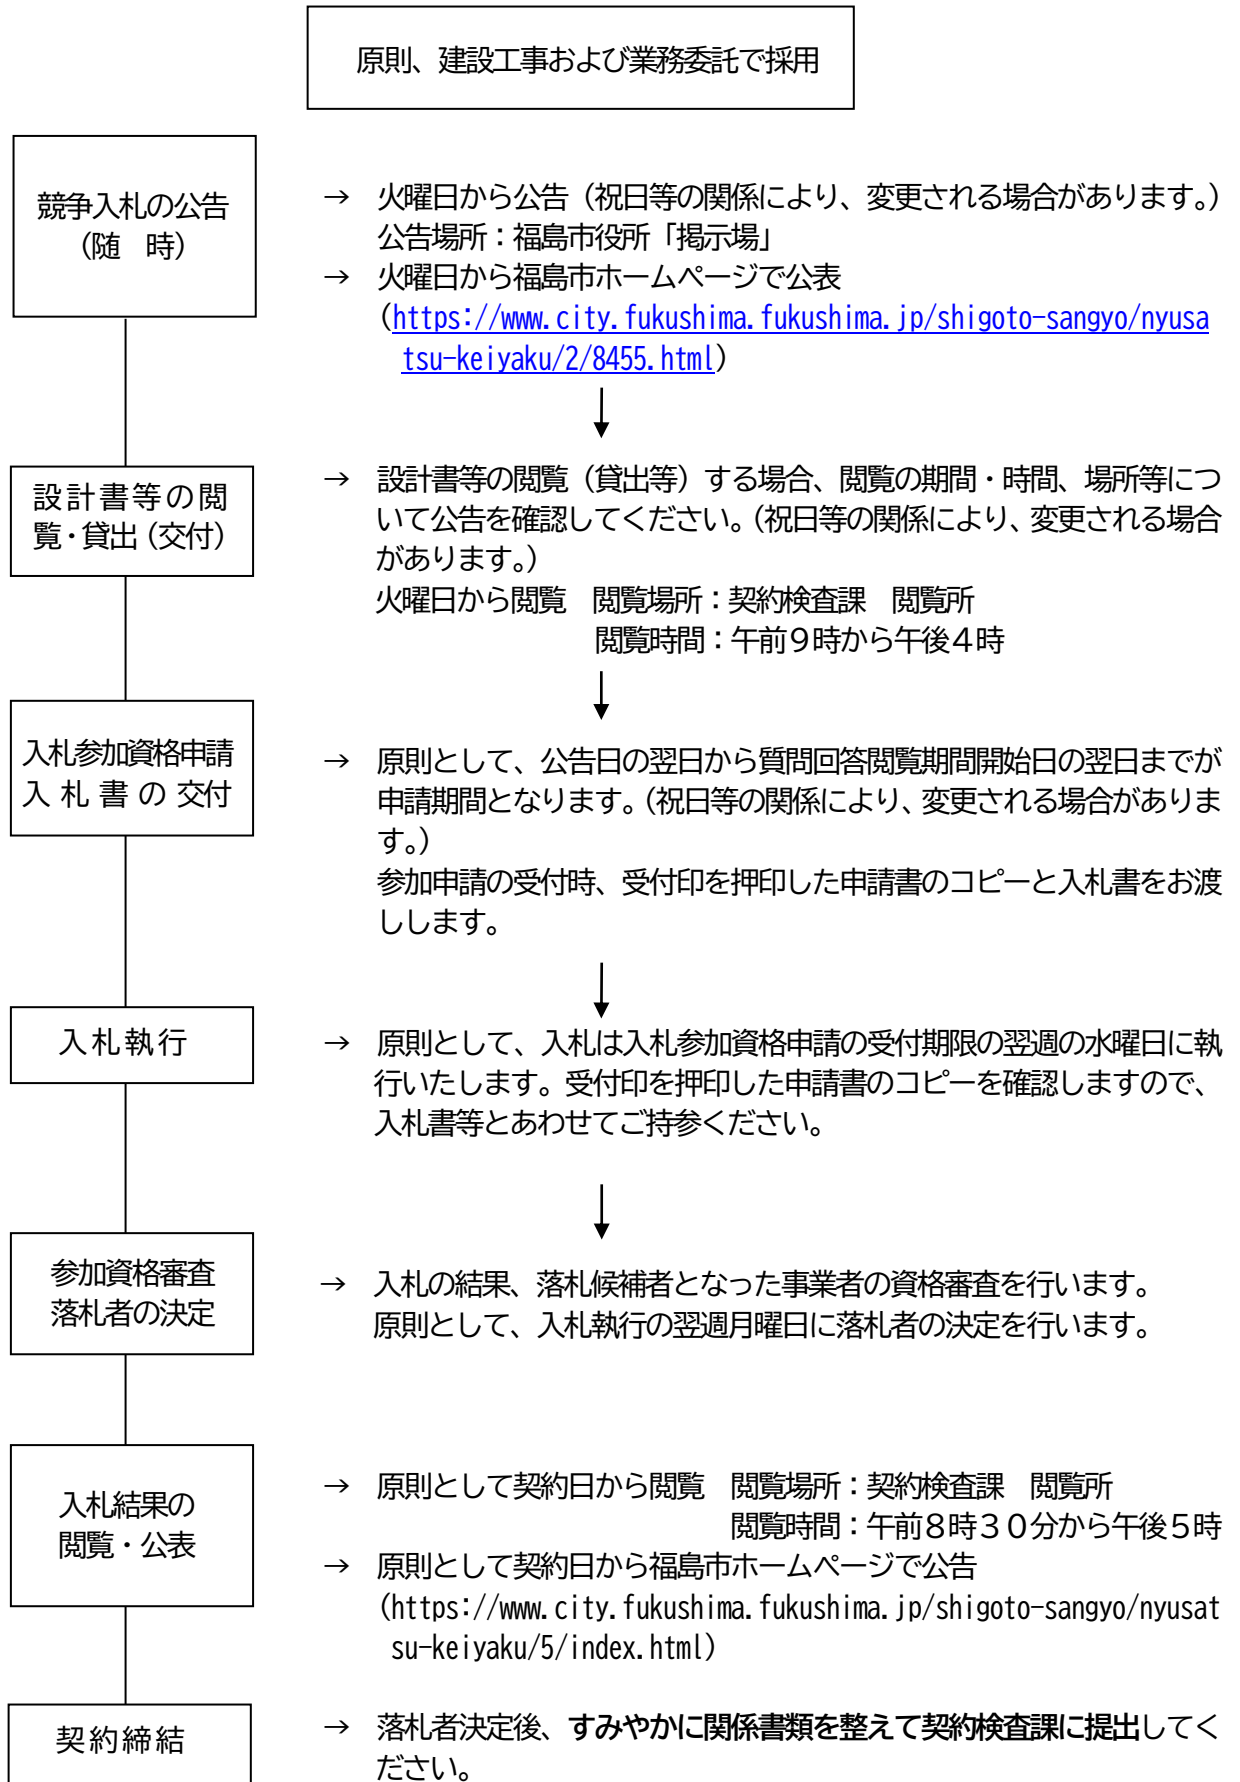 原則、建設工事および業務委託で採用
競争入札の公告
（随　時）
→　火曜日から公告（祝日等の関係により、変更される場合があります。）
公告場所：福島市役所「掲示場」
→　火曜日から福島市ホームページで公表
（https://www.city.fukushima.fukushima.jp/shigoto-sangyo/nyusa
tsu-keiyaku/2/8455.html）
設計書等の閲
覧・貸出（交付）
→　設計書等の閲覧（貸出等）する場合、閲覧の期間・時間、場所等につ
いて公告を確認してください。（祝日等の関係により、変更される場合
があります。）
火曜日から閲覧　閲覧場所：契約検査課　閲覧所
閲覧時間：午前９時から午後４時
入札参加資格申請
入札書の交付
→　原則として、公告日の翌日から質問回答閲覧期間開始日の翌日までが
申請期間となります。（祝日等の関係により、変更される場合がありま
す。）
参加申請の受付時、受付印を押印した申請書のコピーと入札書をお渡
しします。
入札執行
→　原則として、入札は入札参加資格申請の受付期限の翌週の水曜日に執
行いたします。受付印を押印した申請書のコピーを確認しますので、
入札書等とあわせてご持参ください。
参加資格審査
落札者の決定
→　入札の結果、落札候補者となった事業者の資格審査を行います。
原則として、入札執行の翌週月曜日に落札者の決定を行います。
入札結果の
閲覧・公表
→　原則として契約日から閲覧　閲覧場所：契約検査課　閲覧所
閲覧時間：午前８時３０分から午後５時
→　原則として契約日から福島市ホームページで公告
（https://www.city.fukushima.fukushima.jp/shigoto-sangyo/nyusat
su-keiyaku/5/index.html）
契約締結
→　落札者決定後、すみやかに関係書類を整えて契約検査課に提出してく
ださい。